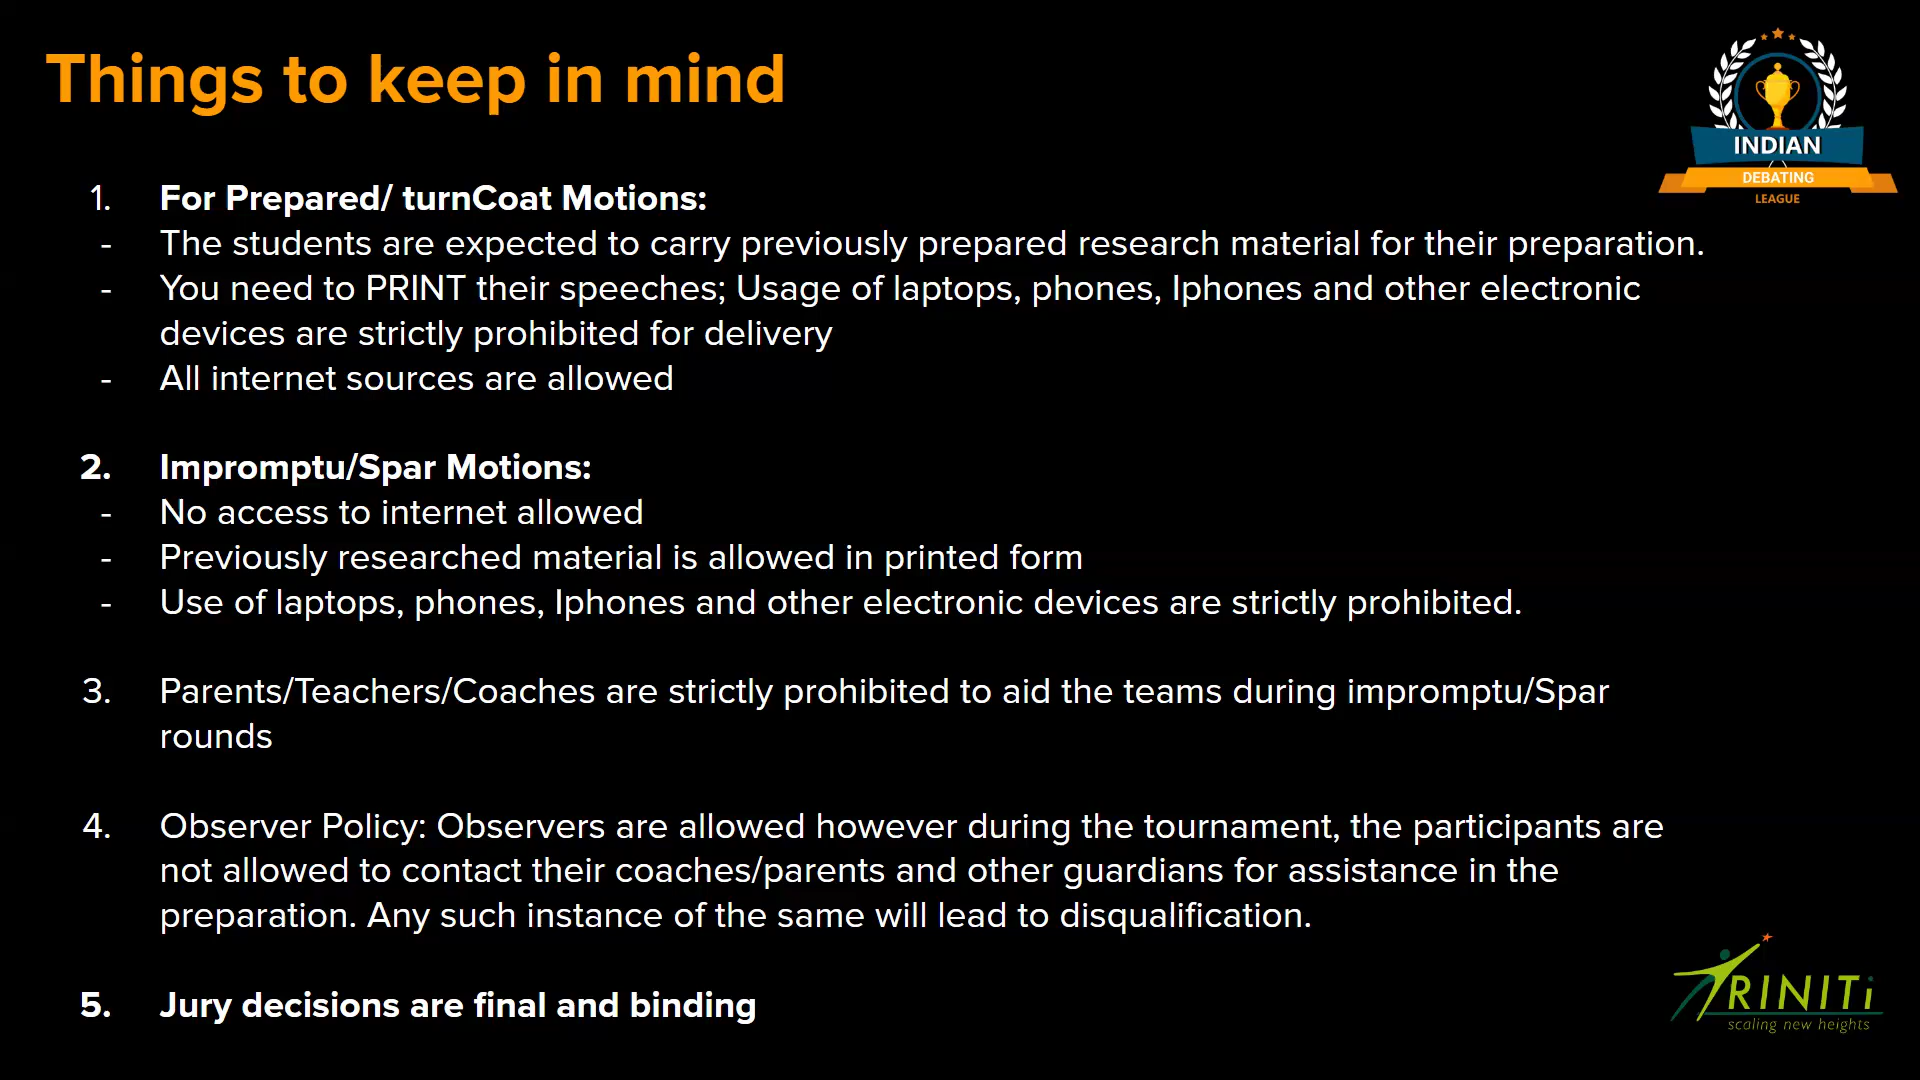 Things to keep in mind
INDIAN
DEBATING
LEAGUE
1. For Prepared/ turnCoat Motions:
- The students are expected to carry previously prepared research material for their preparation.
- You need to PRINT their speeches; Usage of laptops, phones, Iphones and other electronic
devices are strictly prohibited for delivery
- All internet sources are allowed
2. Impromptu/Spar Motions:
- No access to internet allowed
- Previously researched material is allowed in printed form
- Use of laptops, phones, Iphones and other electronic devices are strictly prohibited.
3. Parents/Teachers/Coaches are strictly prohibited to aid the teams during impromptu/Spar
rounds
4. Observer Policy: Observers are allowed however during the tournament, the participants are
not allowed to contact their coaches/parents and other guardians for assistance in the
preparation. Any such instance of the same will lead to disqualification.
5. Jury decisions are final and binding
TRINITi
scaling new heights